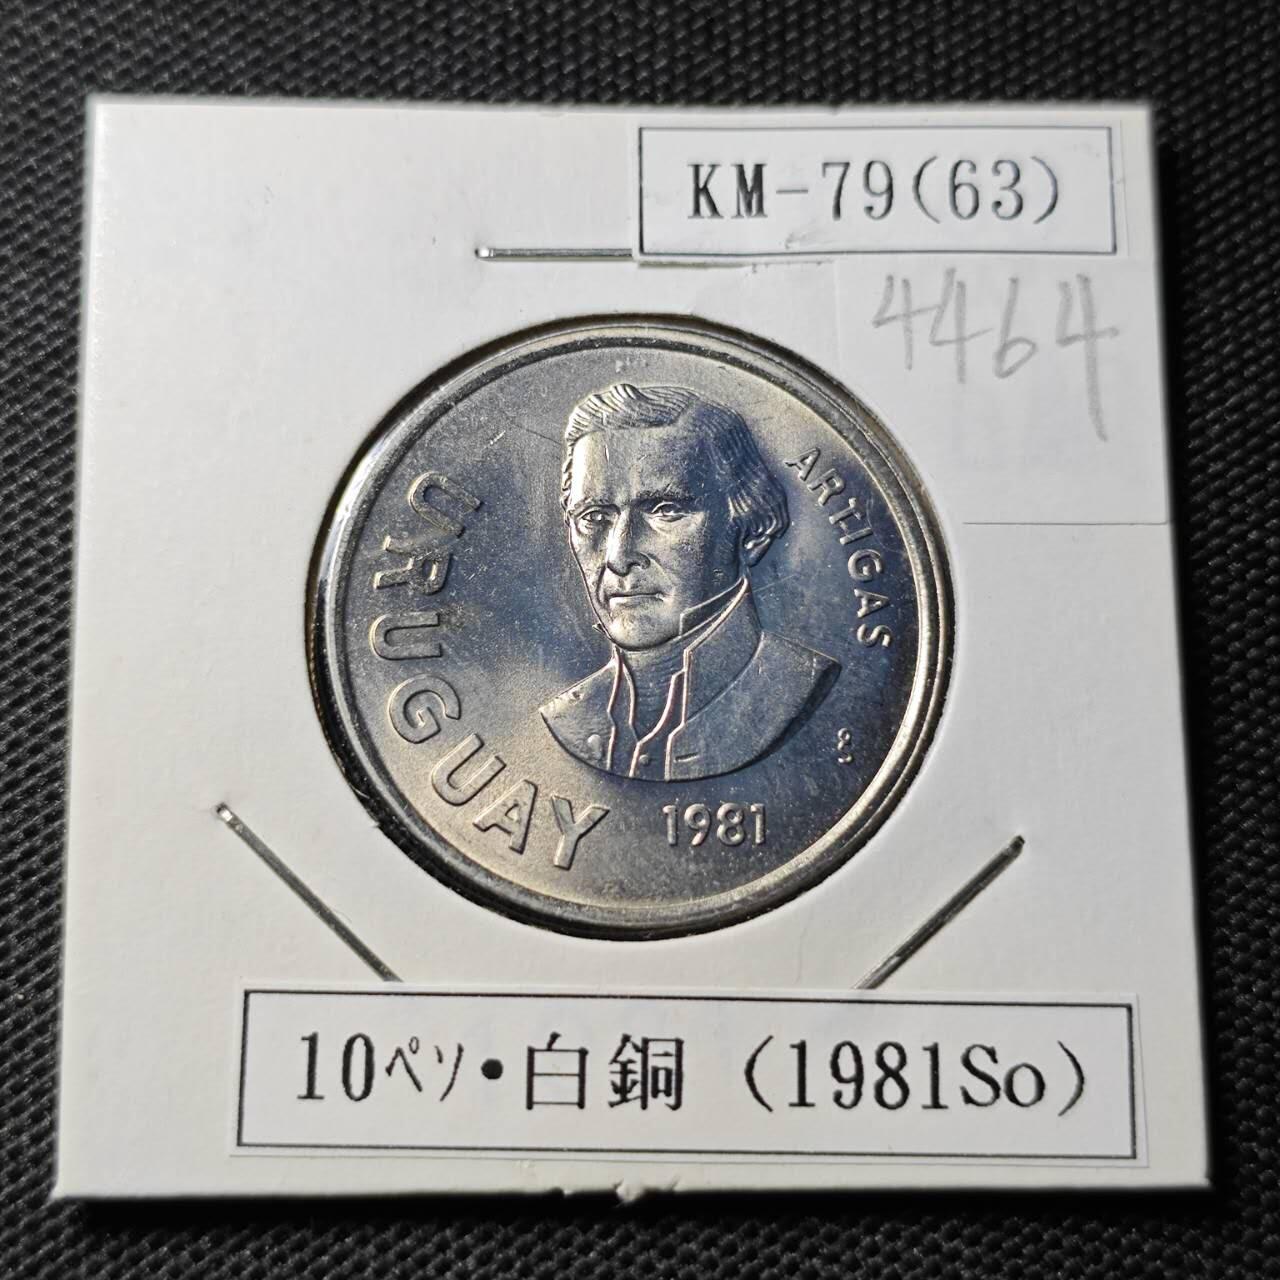 KM-79(63)
4464
ARTIGAS
URUGUAY
1981
10ﾍﾟｿ・白銅 (1981So)